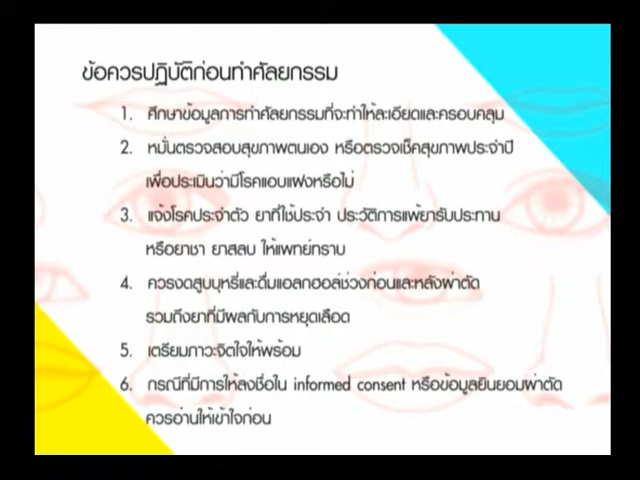 ข้อควรปฏิบัติก่อนทำศัลยกรรม
1. ศึกษาข้อมูลการทำศัลยกรรมที่จะทำให้ละเอียดและครอบคลุม
2. หมั่นตรวจสอบสุขภาพตนเอง หรือตรวจเช็คสุขภาพประจำปี
เพื่อประเมินว่ามีโรคแอบแฝงหรือไม่
3. แจ้งโรคประจำตัว ยาที่ใช้ประจำ ประวัติการแพ้ยารับประทาน
หรือยาชา ยาสลบ ให้แพทย์ทราบ
4. ควรงดสูบบุหรี่และดื่มแอลกฮอล์ช่วงก่อนและหลังผ่าตัด
รวมถึงยาที่มีผลกับการหยุดเลือด
5. เตรียมภาวะจิตใจให้พร้อม
6. กรณีที่มีการให้ลงชื่อใน informed consent หรือข้อมูลยินยอมผ่าตัด
ควรอ่านให้เข้าใจก่อน